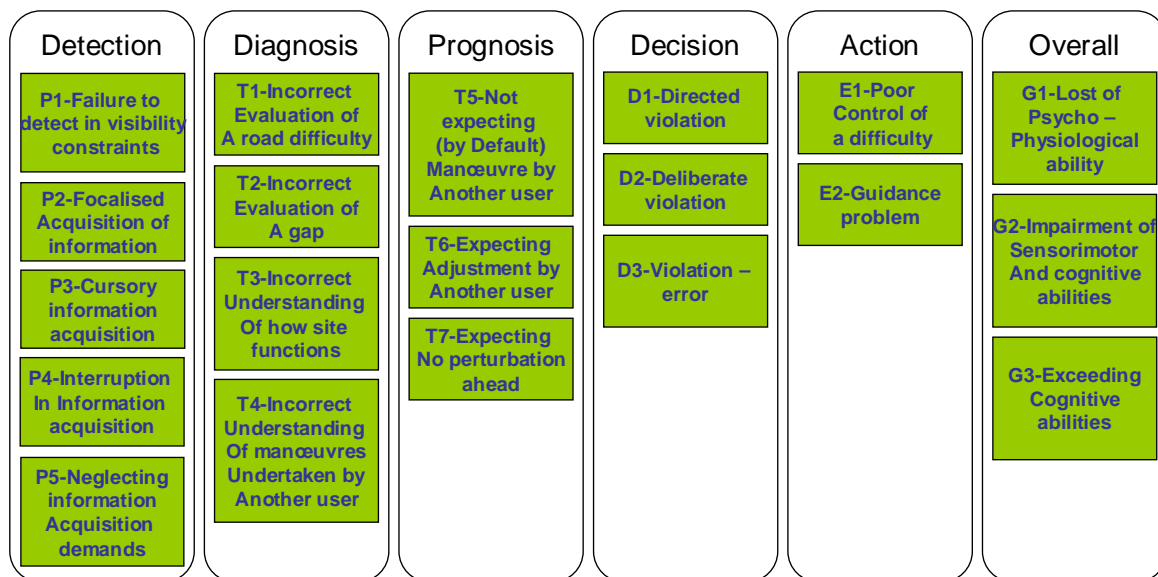 Detection
P1-Failure to
detect in visibility
constraints
P2-Focalised
Acquisition of
information
P3-Cursory
information
acquisition
P4-Interruption
In Information
acquisition
P5-Neglecting
information
Acquisition
demands
Diagnosis
T1-Incorrect
Evaluation of
A road difficulty
T2-Incorrect
Evaluation of
A gap
T3-Incorrect
Understanding
Of how site
functions
T4-Incorrect
Understanding
Of manœuvres
Undertaken by
Another user
Prognosis
T5-Not
expecting
(by Default)
Manœuvre by
Another user
T6-Expecting
Adjustment by
Another user
T7-Expecting
No perturbation
ahead
Decision
D1-Directed
violation
D2-Deliberate
violation
D3-Violation –
error
Action
E1-Poor
Control of
a difficulty
E2-Guidance
problem
Overall
G1-Lost of
Psycho –
Physiological
ability
G2-Impairment of
Sensorimotor
And cognitive
abilities
G3-Exceeding
Cognitive
abilities